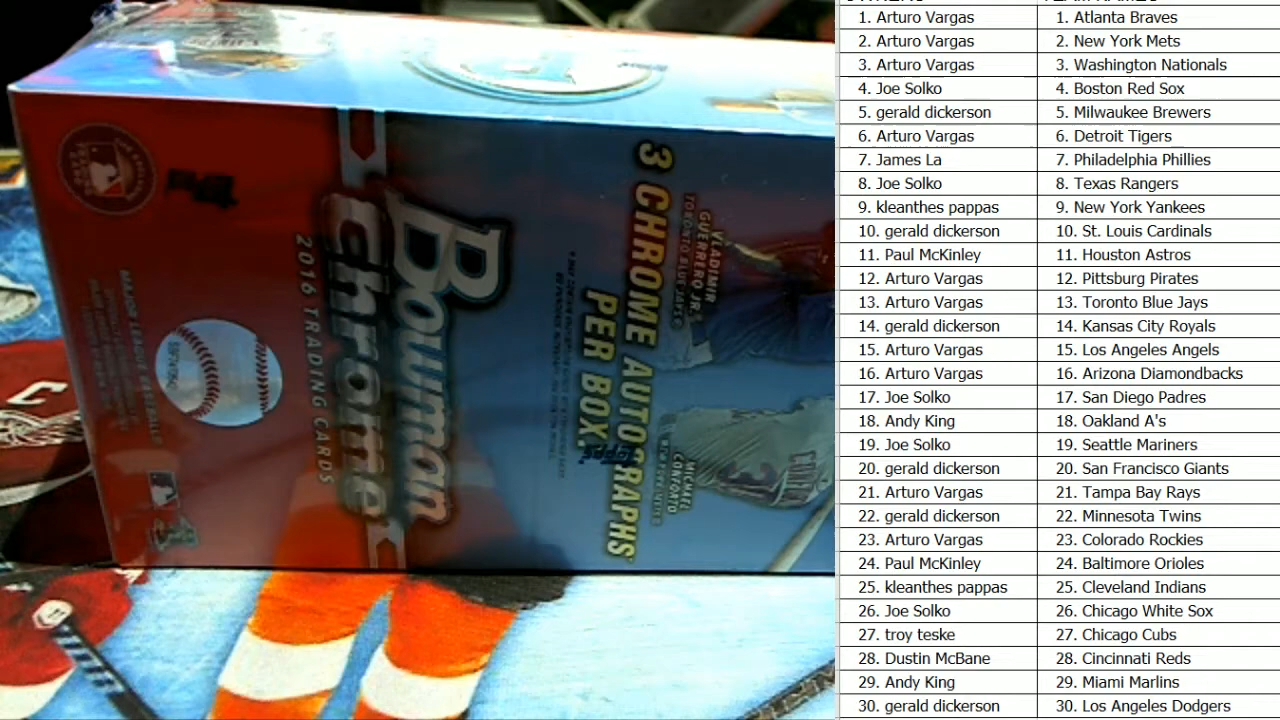 Bowman
Chrome
2016 TRADING CARDS
3 CHROME AUTOGRAPHS
PER BOX.
VLADIMIR
GUERRERO JR.
TORONTO BLUE JAYS
MICHAEL
CONFORTO
topps
1. Arturo Vargas 1. Atlanta Braves
2. Arturo Vargas 2. New York Mets
3. Arturo Vargas 3. Washington Nationals
4. Joe Solko 4. Boston Red Sox
5. gerald dickerson 5. Milwaukee Brewers
6. Arturo Vargas 6. Detroit Tigers
7. James La 7. Philadelphia Phillies
8. Joe Solko 8. Texas Rangers
9. kleanthes pappas 9. New York Yankees
10. gerald dickerson 10. St. Louis Cardinals
11. Paul McKinley 11. Houston Astros
12. Arturo Vargas 12. Pittsburg Pirates
13. Arturo Vargas 13. Toronto Blue Jays
14. gerald dickerson 14. Kansas City Royals
15. Arturo Vargas 15. Los Angeles Angels
16. Arturo Vargas 16. Arizona Diamondbacks
17. Joe Solko 17. San Diego Padres
18. Andy King 18. Oakland A's
19. Joe Solko 19. Seattle Mariners
20. gerald dickerson 20. San Francisco Giants
21. Arturo Vargas 21. Tampa Bay Rays
22. gerald dickerson 22. Minnesota Twins
23. Arturo Vargas 23. Colorado Rockies
24. Paul McKinley 24. Baltimore Orioles
25. kleanthes pappas 25. Cleveland Indians
26. Joe Solko 26. Chicago White Sox
27. troy teske 27. Chicago Cubs
28. Dustin McBane 28. Cincinnati Reds
29. Andy King 29. Miami Marlins
30. gerald dickerson 30. Los Angeles Dodgers